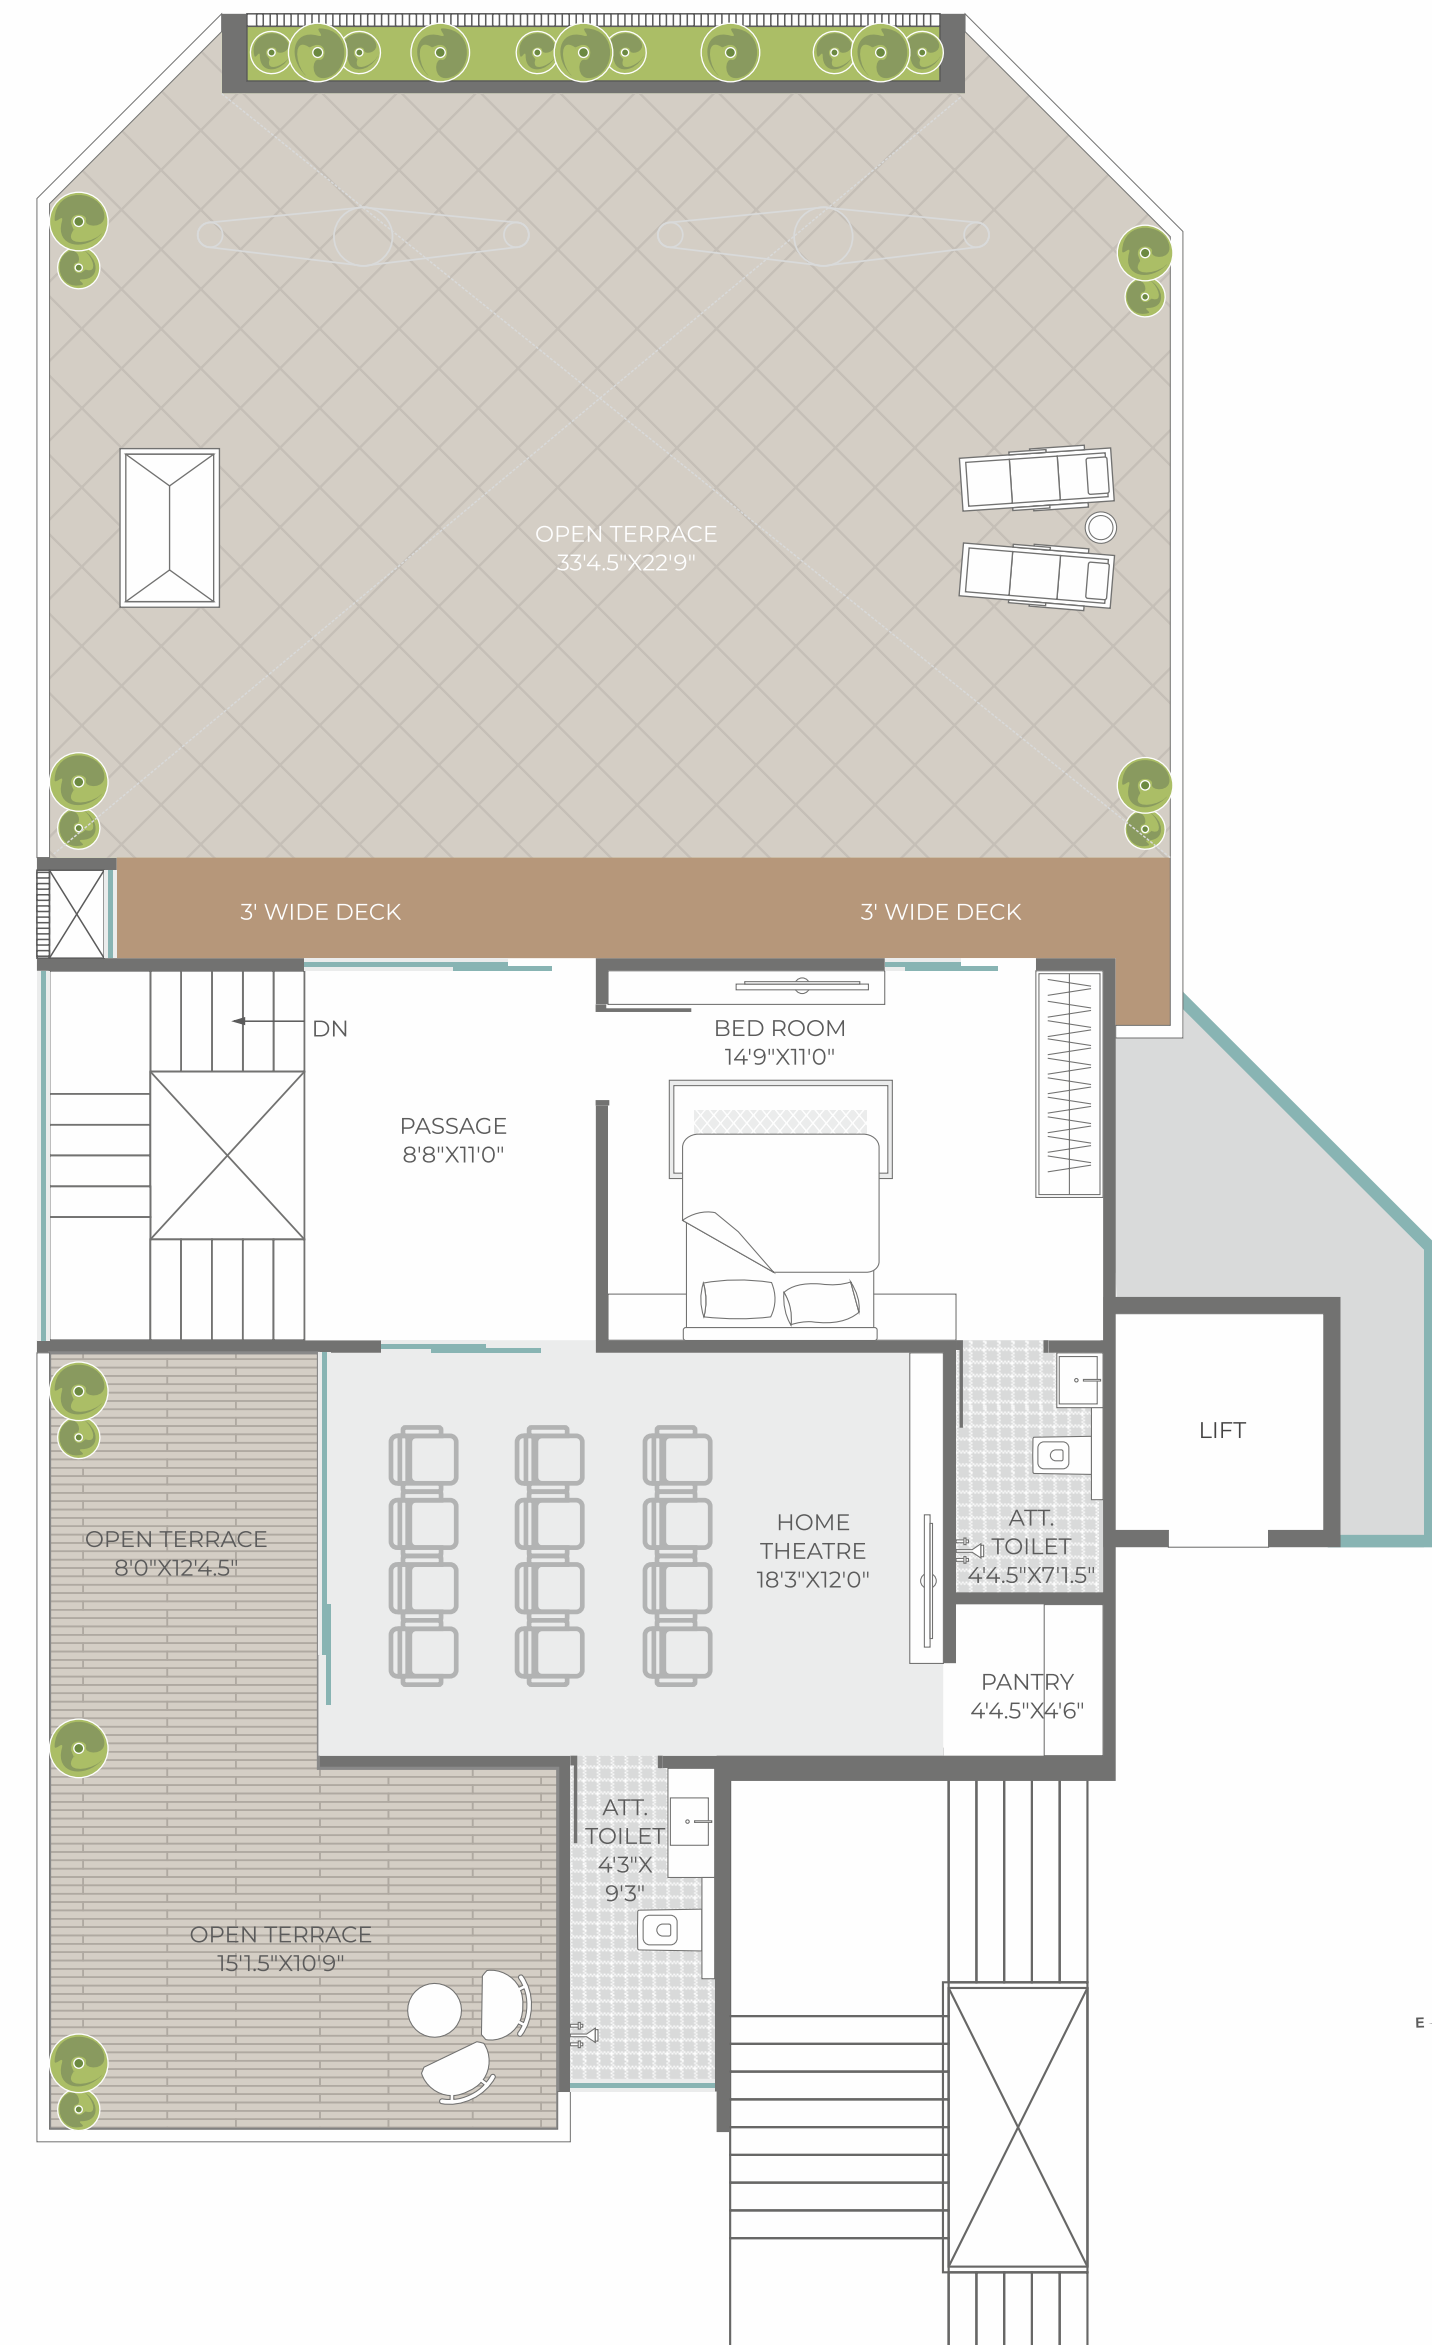 OPEN TERRACE
33'4.5"X22'9"
3' WIDE DECK
3' WIDE DECK
DN
BED ROOM
14'9"X11'0"
PASSAGE
8'8"X11'0"
LIFT
HOME
THEATRE
18'3"X12'0"
ATT.
TOILET
4'4.5"X7'1.5"
OPEN TERRACE
8'0"X12'4.5"
PANTRY
4'4.5"X4'6"
ATT.
TOILET
4'3"X
9'3"
OPEN TERRACE
15'1.5"X10'9"
E